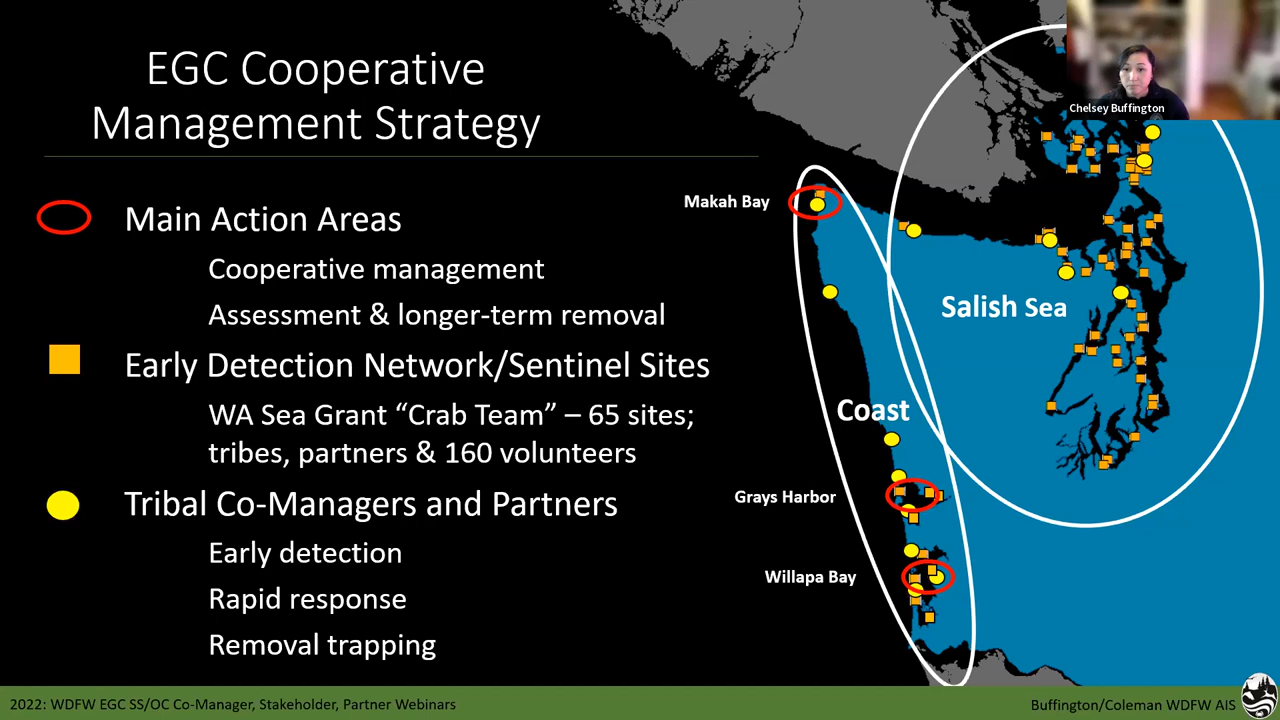 EGC Cooperative
Management Strategy
Main Action Areas
Cooperative management
Assessment & longer-term removal
Early Detection Network/Sentinel Sites
WA Sea Grant “Crab Team” – 65 sites;
tribes, partners & 160 volunteers
Tribal Co-Managers and Partners
Early detection
Rapid response
Removal trapping
Chelsey Buffington
Makah Bay
Salish Sea
Coast
Grays Harbor
Willapa Bay
2022: WDFW EGC SS/OC Co-Manager, Stakeholder, Partner Webinars
Buffington/Coleman WDFW AIS